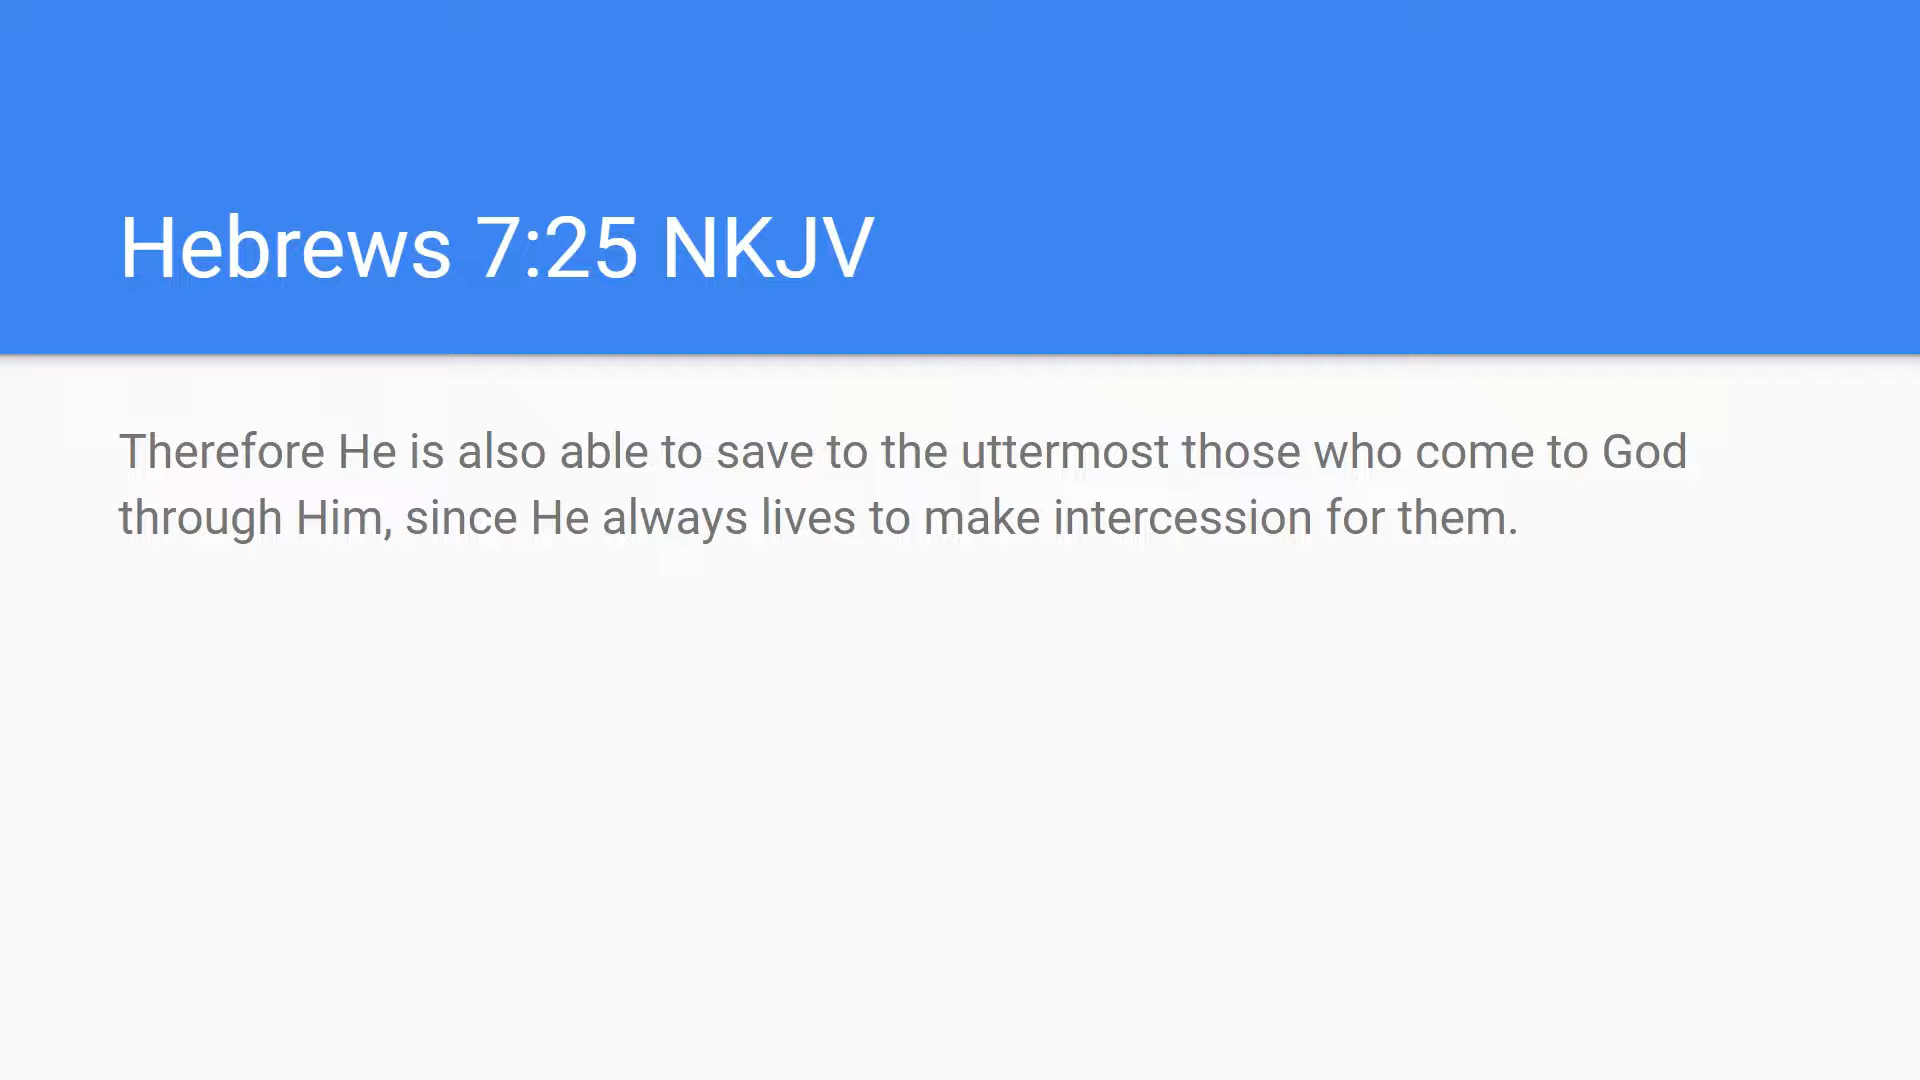 Hebrews 7:25 NKJV
Therefore He is also able to save to the uttermost those who come to God
through Him, since He always lives to make intercession for them.